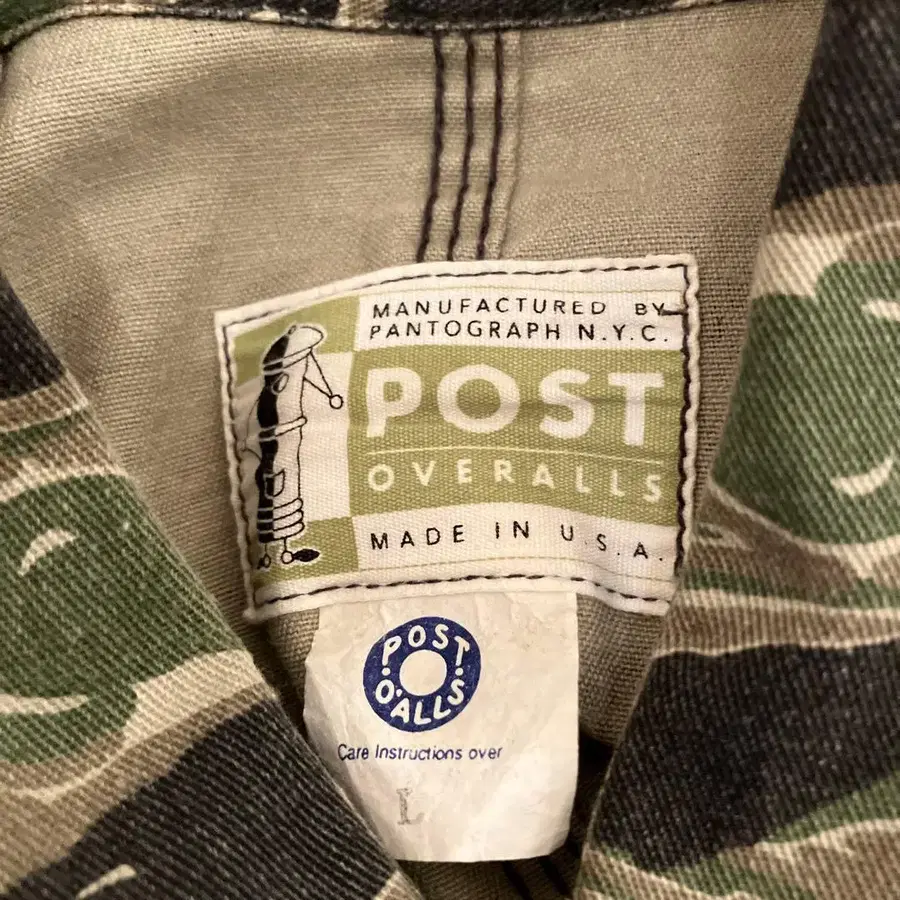 MANUFACTURED BY
PANTOGRAPH N.Y.C.
POST
OVERALLS
MADE IN U.S.A.
POST
O'ALLS
Care Instructions over
L